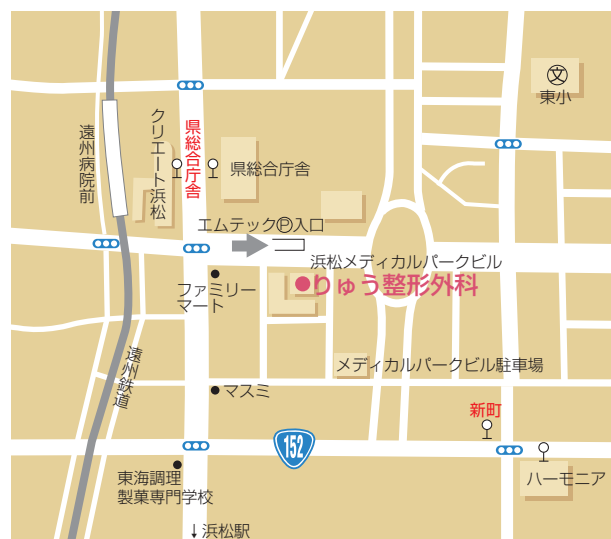 文
東小
遠州病院前
クリエート浜松
県総合庁舎
県総合庁舎
エムテックⓅ入口
浜松メディカルパークビル
りゅう整形外科
ファミリー
マート
遠州鉄道
メディカルパークビル駐車場
マスミ
新町
152
東海調理
製菓専門学校
ハーモニア
↓浜松駅